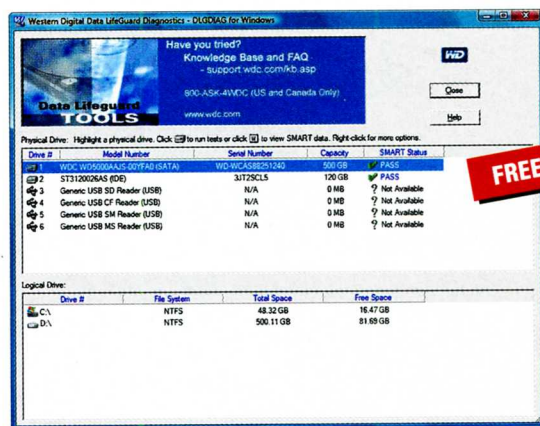 Western Digital Data LifeGuard Diagnostics - DLGDIAG for Windows
Have you tried?
Knowledge Base and FAQ
- support.wdc.com/kb.asp
800-ASK-4WDC (US and Canada Only)
www.wdc.com
Data Lifeguard
TOOLS
WD
Close
Help
Physical Drive: Highlight a physical drive. Click to run tests or click to view SMART data. Right-click for more options.
Drive # Model Number Serial Number Capacity SMART Status
1 WDC WD5000AAJS-00YFA0 (SATA) WD-WCAS88251240 500 GB PASS
2 ST3120026AS (IDE) 3JT29CL5 120 GB PASS
3 Generic USB SD Reader (USB) N/A 0 MB ? Not Available
4 Generic USB CF Reader (USB) N/A 0 MB ? Not Available
5 Generic USB SM Reader (USB) N/A 0 MB ? Not Available
6 Generic USB MS Reader (USB) N/A 0 MB ? Not Available
FREE
Logical Drive:
Drive # File System Total Space Free Space
C:\ NTFS 48.32 GB 16.47 GB
D:\ NTFS 500.11 GB 81.69 GB